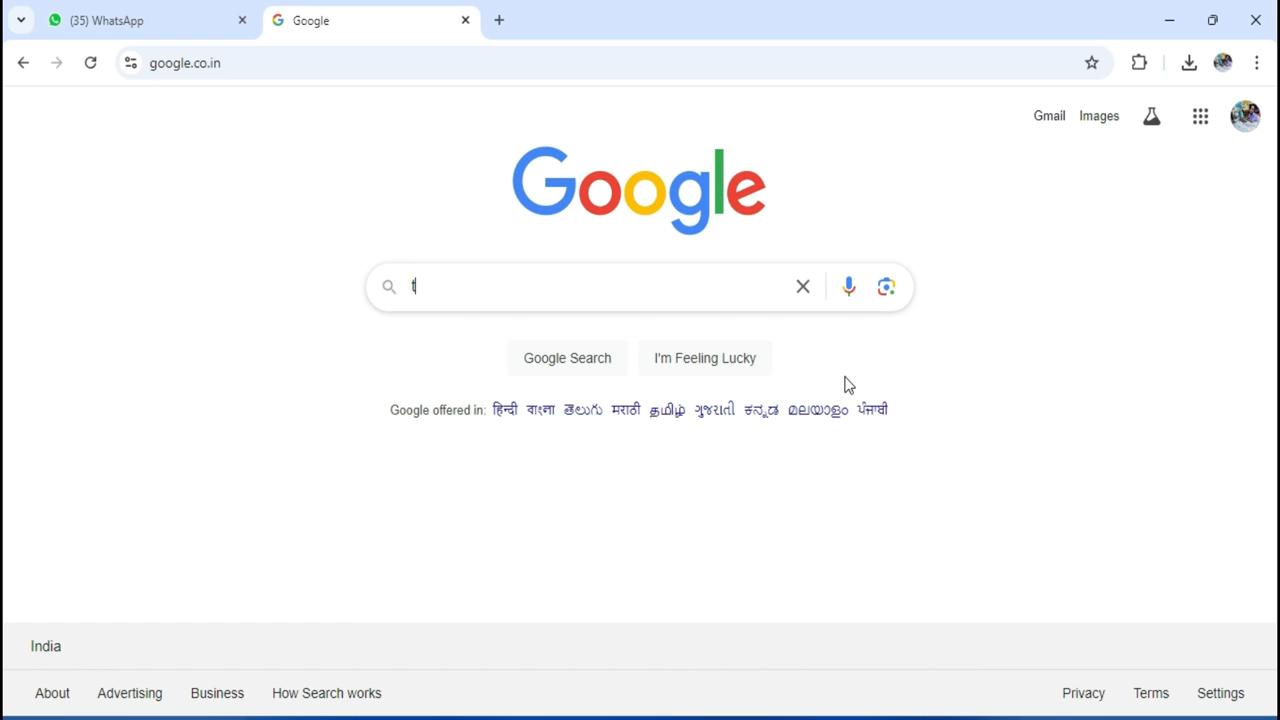 (35) WhatsApp
Google
google.co.in
Gmail Images
Google
t
Google Search I'm Feeling Lucky
Google offered in: हिन्दी বাংলা తెలుగు मराठी தமிழ் ગુજરાતી ಕನ್ನಡ മലയാളം ਪੰਜਾਬੀ
India
About Advertising Business How Search works
Privacy Terms Settings